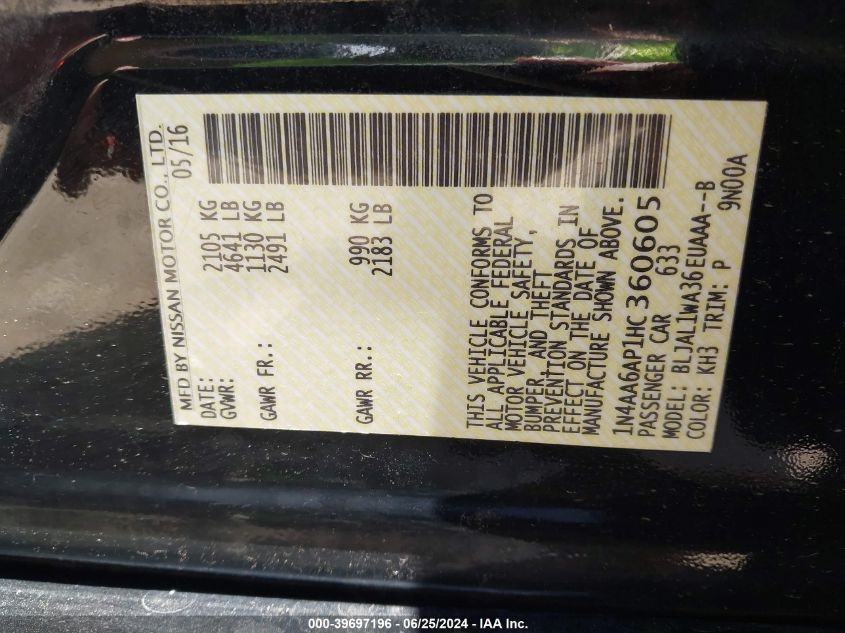 MFD BY NISSAN MOTOR CO., LTD.
DATE: 05/16
GVWR: 2105 KG
4641 LB
GAWR FR.: 1130 KG
2491 LB
GAWR RR.: 990 KG
2183 LB
THIS VEHICLE CONFORMS TO
ALL APPLICABLE FEDERAL
MOTOR VEHICLE SAFETY,
BUMPER, AND THEFT
PREVENTION STANDARDS IN
EFFECT ON THE DATE OF
MANUFACTURE SHOWN ABOVE.
1N4AA6AP1HC360605
PASSENGER CAR 633
MODEL: BLJAL1WA36EUAAA--B
COLOR: KH3 TRIM: P 9N00A
000-39697196 - 06/25/2024 - IAA Inc.